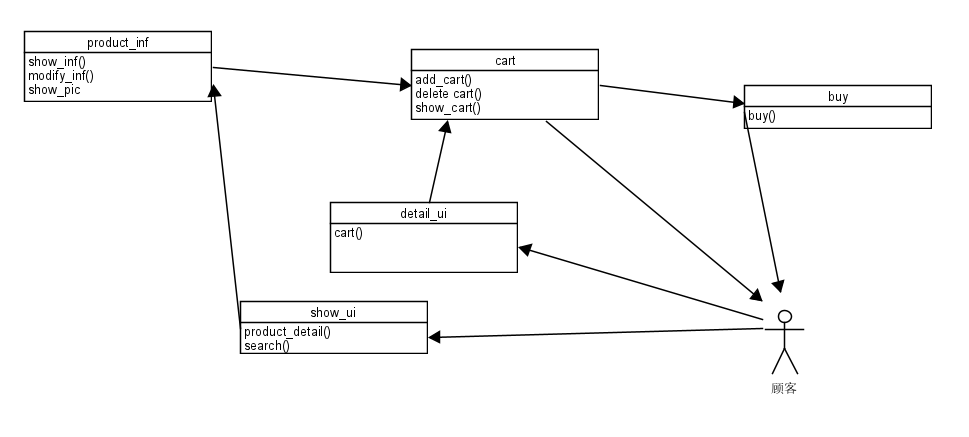 product_inf
show_inf()
modify_inf()
show_pic
cart
add_cart()
delete cart()
show_cart()
buy
buy()
detail_ui
cart()
show_ui
product_detail()
search()
顾客